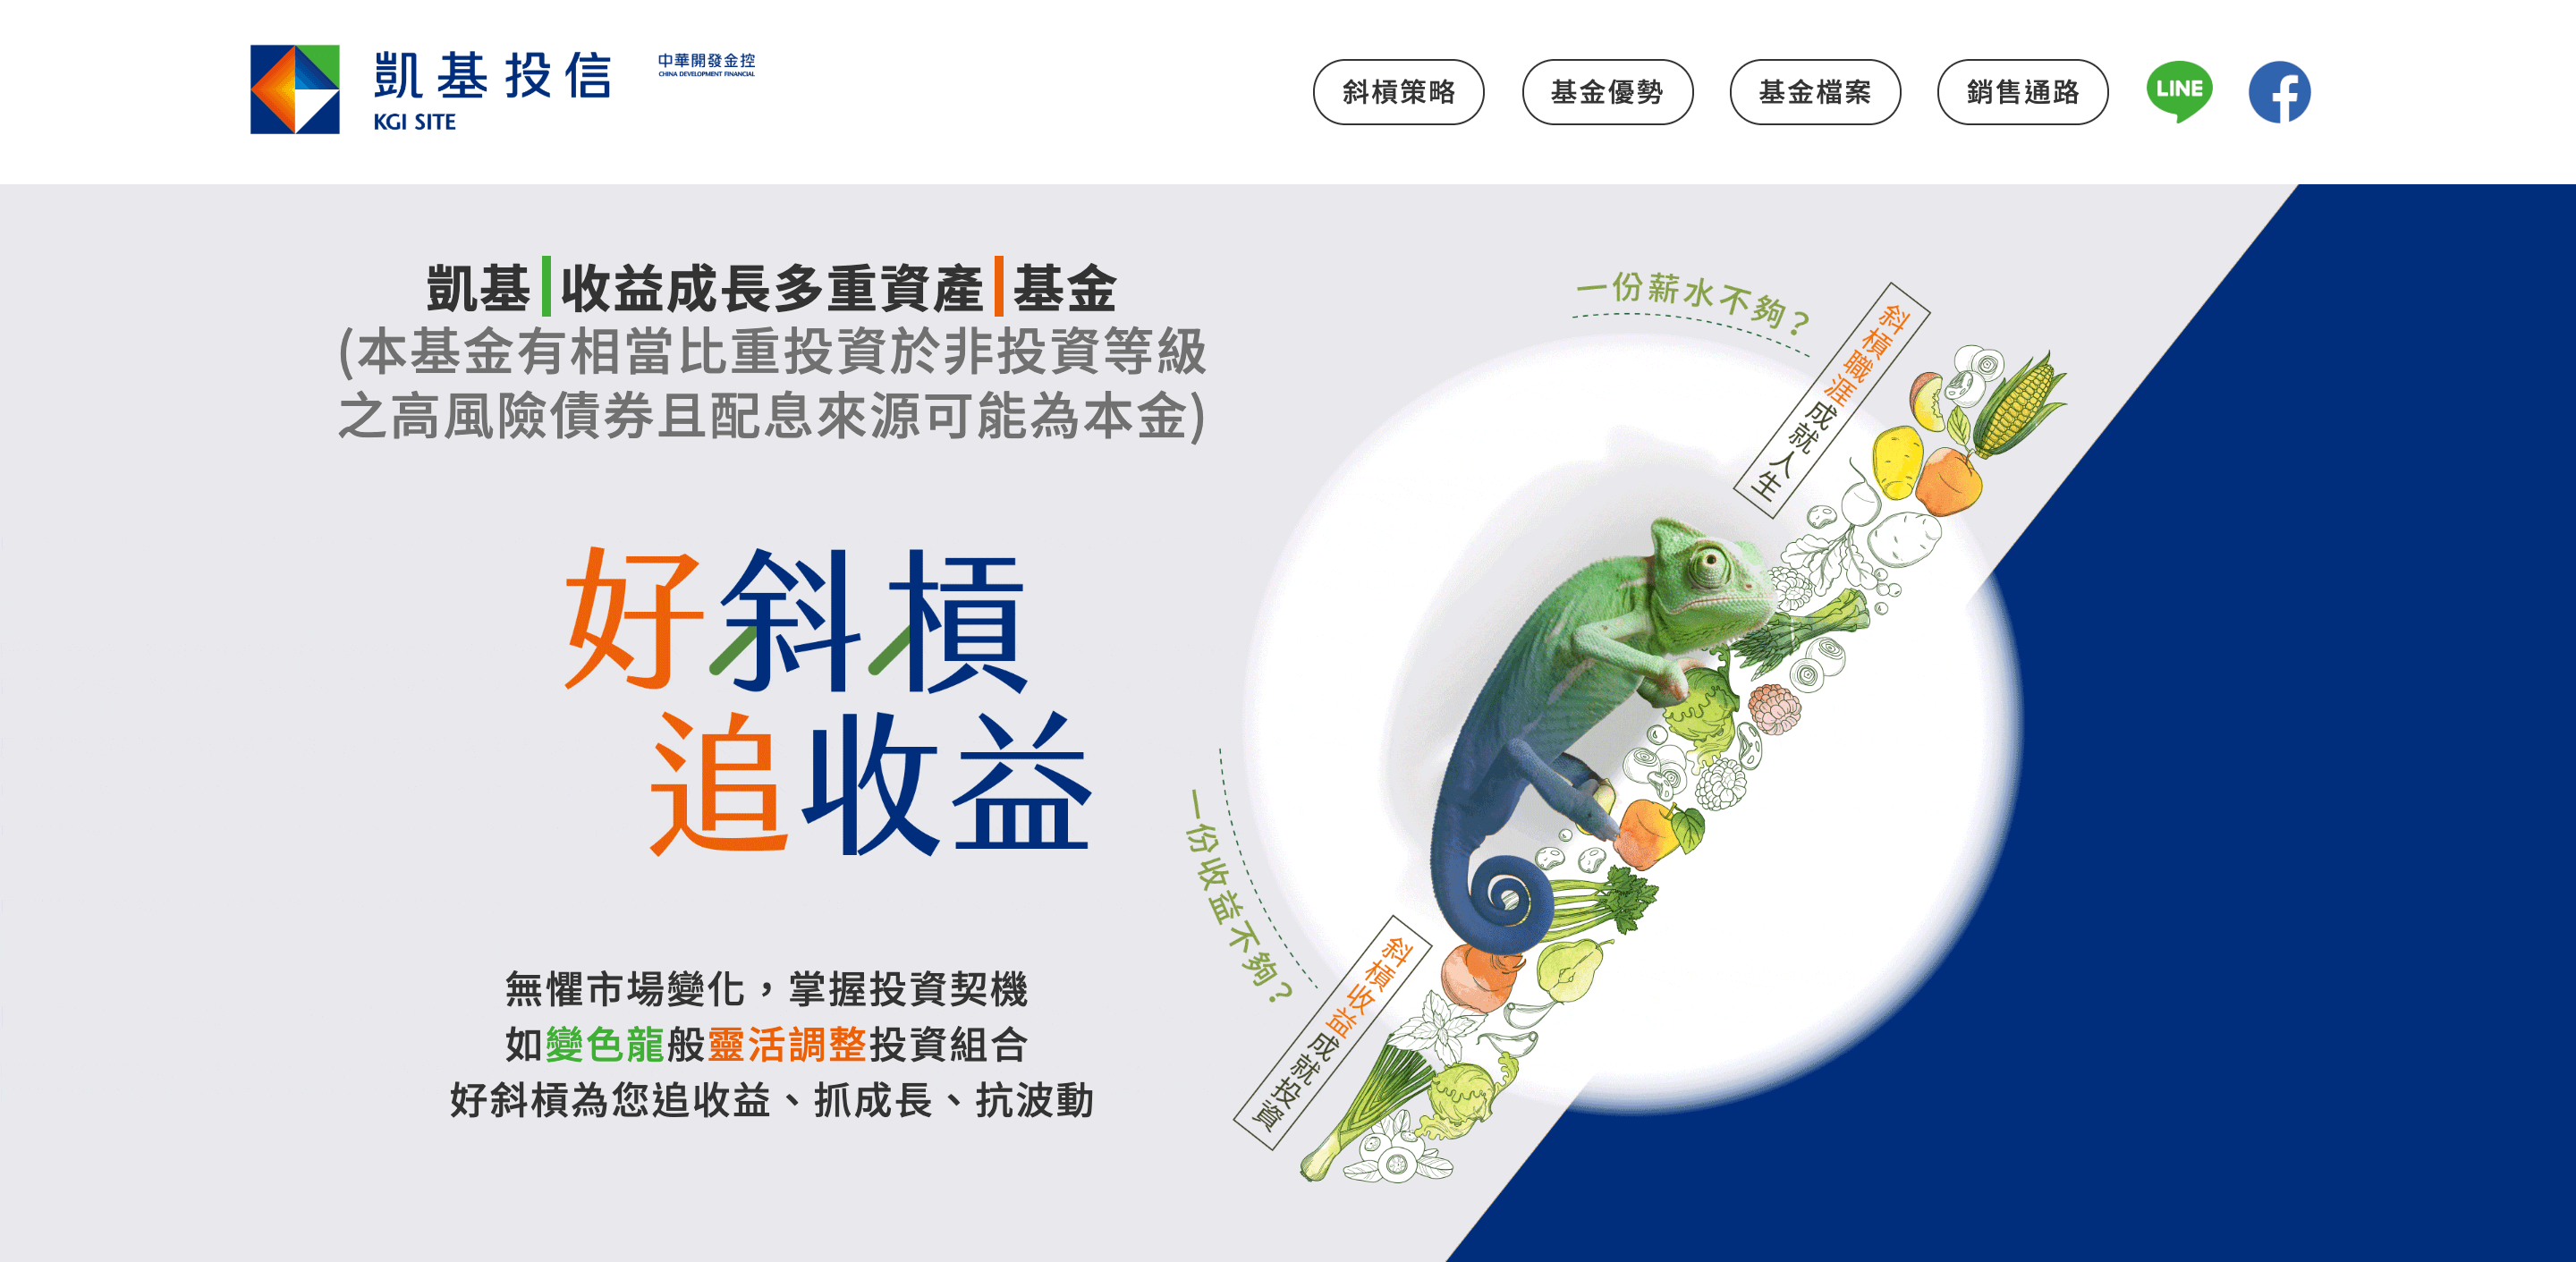 凱基投信
KGI SITE
中華開發金控
CHINA DEVELOPMENT FINANCIAL
斜槓策略
基金優勢
基金檔案
銷售通路
LINE
凱基|收益成長多重資產|基金
(本基金有相當比重投資於非投資等級
之高風險債券且配息來源可能為本金)
好斜槓
追收益
無懼市場變化，掌握投資契機
如變色龍般靈活調整投資組合
好斜槓為您追收益、抓成長、抗波動
一份薪水不夠？
斜槓職涯成就人生
一份收益不夠？
斜槓收益成就投資